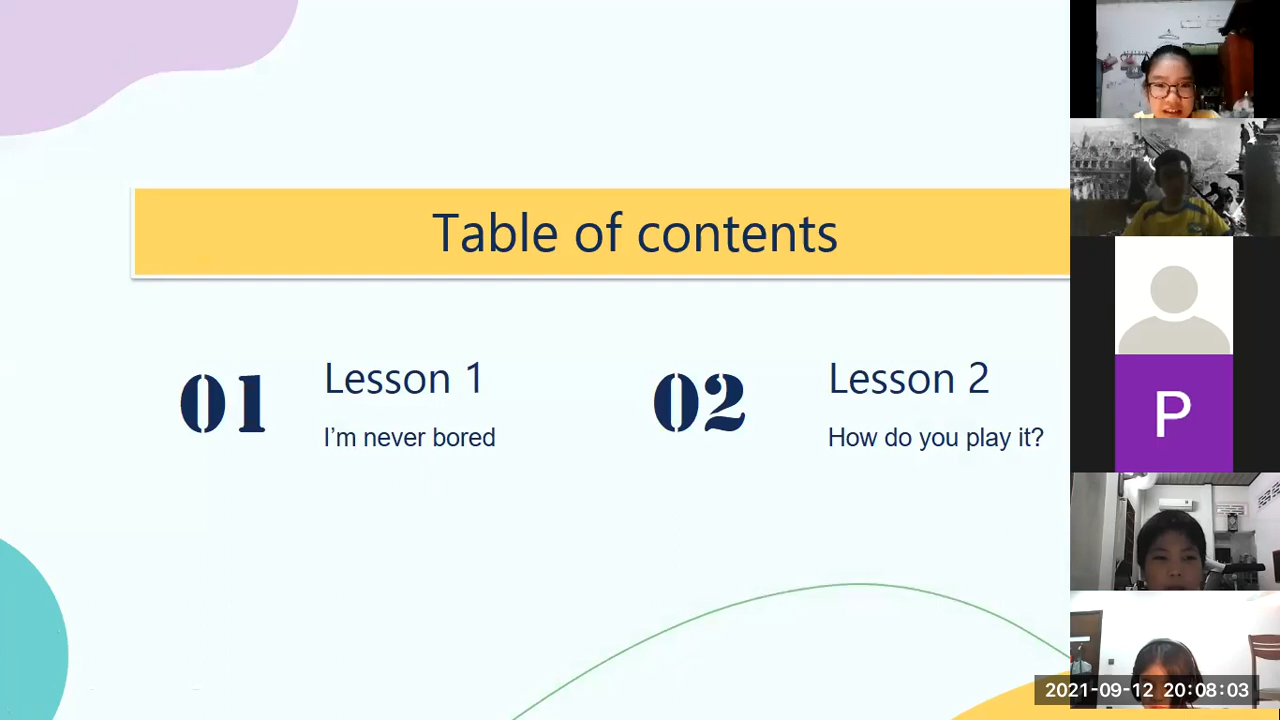 Table of contents
01
Lesson 1
I'm never bored
02
Lesson 2
How do you play it?
P
2021-09-12 20:08:03